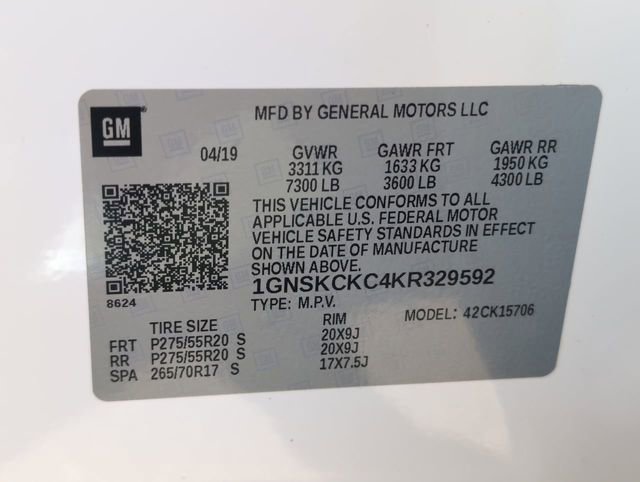 GM
MFD BY GENERAL MOTORS LLC
04/19 GVWR GAWR FRT GAWR RR
3311 KG 1633 KG 1950 KG
7300 LB 3600 LB 4300 LB
THIS VEHICLE CONFORMS TO ALL
APPLICABLE U.S. FEDERAL MOTOR
VEHICLE SAFETY STANDARDS IN EFFECT
ON THE DATE OF MANUFACTURE
1GNSKCKC4KR329592
8624
TYPE: M.P.V. MODEL: 42CK15706
TIRE SIZE RIM
FRT P275/55R20 S 20X9J
RR P275/55R20 S 20X9J
SPA 265/70R17 S 17X7.5J